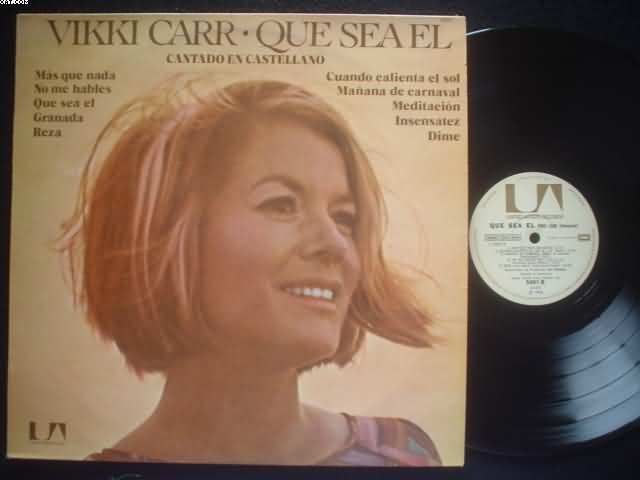 VIKKI CARR · QUE SEA EL
CANTADO EN CASTELLANO
Más que nada
No me hables
Que sea el
Granada
Reza
Cuando calienta el sol
Mañana de carnaval
Meditación
Insensatez
Dime
UA
UA
QUE SEA EL